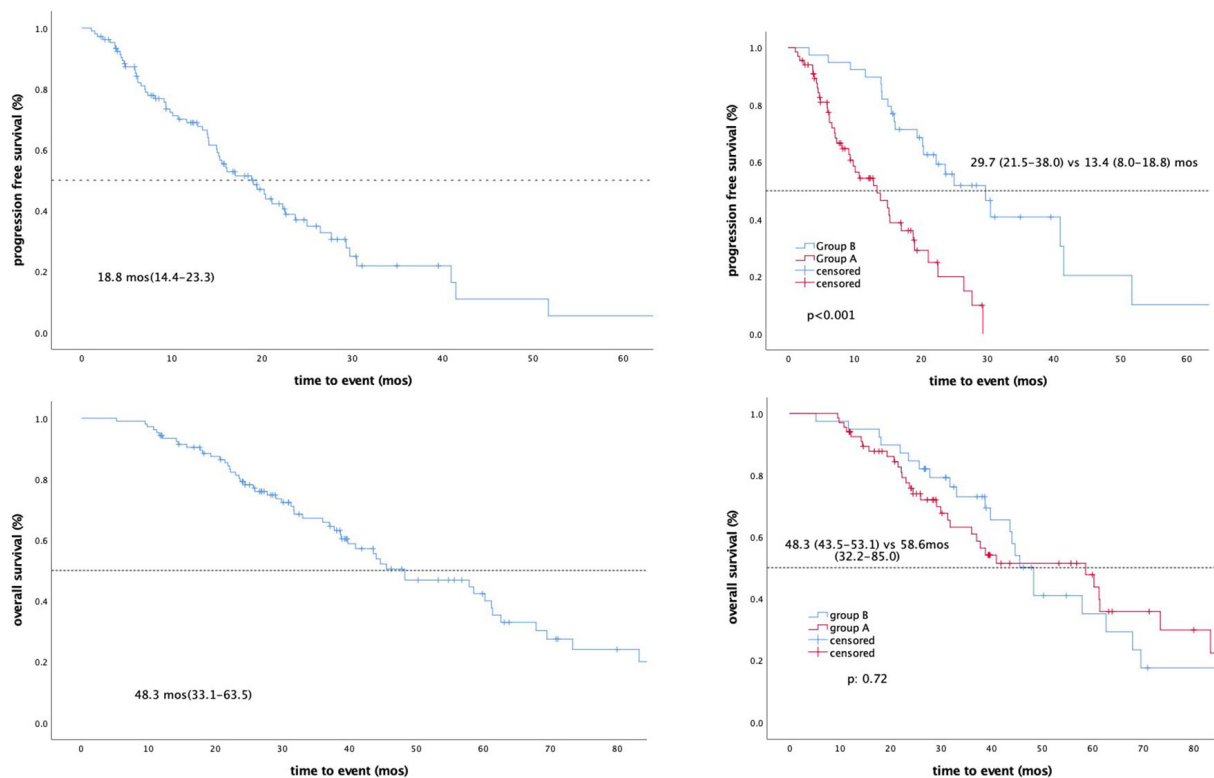 progression free survival (%)
1.0
0.8
0.6
0.4
0.2
0.0
18.8 mos(14.4-23.3)
0 10 20 30 40 50 60
time to event (mos)
progression free survival (%)
1.0
0.8
0.6
0.4
0.2
0.0
29.7 (21.5-38.0) vs 13.4 (8.0-18.8) mos
Group B
Group A
censored
censored
p<0.001
0 10 20 30 40 50 60
time to event (mos)
overall survival (%)
1.0
0.8
0.6
0.4
0.2
0.0
48.3 mos(33.1-63.5)
0 10 20 30 40 50 60 70 80
time to event (mos)
overall survival (%)
1.0
0.8
0.6
0.4
0.2
0.0
48.3 (43.5-53.1) vs 58.6mos
(32.2-85.0)
group B
group A
censored
censored
p: 0.72
0 10 20 30 40 50 60 70 80
time to event (mos)